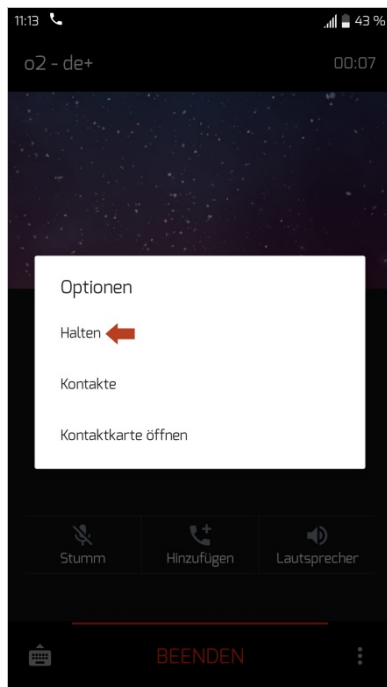 11:13 43 %
o2 - de+ 00:07
Optionen
Halten
Kontakte
Kontaktkarte öffnen
Stumm Hinzufügen Lautsprecher
BEENDEN